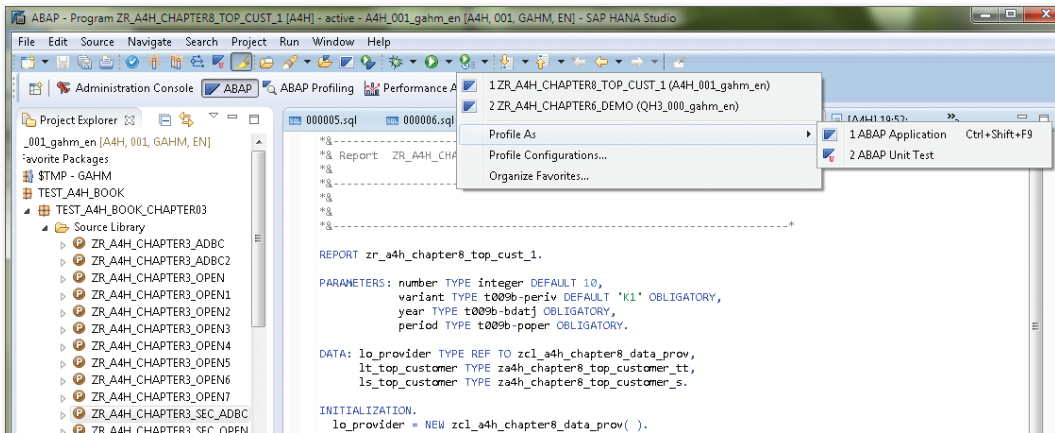 ABAP - Program ZR_A4H_CHAPTER8_TOP_CUST_1 [A4H] - active - A4H_001_gahm_en [A4H, 001, GAHM, EN] - SAP HANA Studio
File Edit Source Navigate Search Project Run Window Help
Administration Console ABAP ABAP Profiling Performance A
1 ZR_A4H_CHAPTER8_TOP_CUST_1 (A4H_001_gahm_en)
2 ZR_A4H_CHAPTER6_DEMO (QH3_000_gahm_en)
Profile As
Profile Configurations...
Organize Favorites...
1 ABAP Application Ctrl+Shift+F9
2 ABAP Unit Test
Project Explorer
_001_gahm_en [A4H, 001, GAHM, EN]
Favorite Packages
$TMP - GAHM
TEST_A4H_BOOK
TEST_A4H_BOOK_CHAPTER03
Source Library
ZR_A4H_CHAPTER3_ADBC
ZR_A4H_CHAPTER3_ADBC2
ZR_A4H_CHAPTER3_OPEN
ZR_A4H_CHAPTER3_OPEN1
ZR_A4H_CHAPTER3_OPEN2
ZR_A4H_CHAPTER3_OPEN3
ZR_A4H_CHAPTER3_OPEN4
ZR_A4H_CHAPTER3_OPEN5
ZR_A4H_CHAPTER3_OPEN6
ZR_A4H_CHAPTER3_OPEN7
ZR_A4H_CHAPTER3_SEC_ADBC
ZR_A4H_CHAPTER3_SEC_OPEN
000005.sql 000006.sql [A4H] 19:52:
*&---------------------
*& Report ZR_A4H_CHA
*&
*&---------------------
*&
*&
*&---------------------------------------------------------------------*
REPORT zr_a4h_chapter8_top_cust_1.
PARAMETERS: number TYPE integer DEFAULT 10,
variant TYPE t009b-periv DEFAULT 'K1' OBLIGATORY,
year TYPE t009b-bdatj OBLIGATORY,
period TYPE t009b-poper OBLIGATORY.
DATA: lo_provider TYPE REF TO zcl_a4h_chapter8_data_prov,
lt_top_customer TYPE za4h_chapter8_top_customer_tt,
ls_top_customer TYPE za4h_chapter8_top_customer_s.
INITIALIZATION.
lo_provider = NEW zcl_a4h_chapter8_data_prov( ).